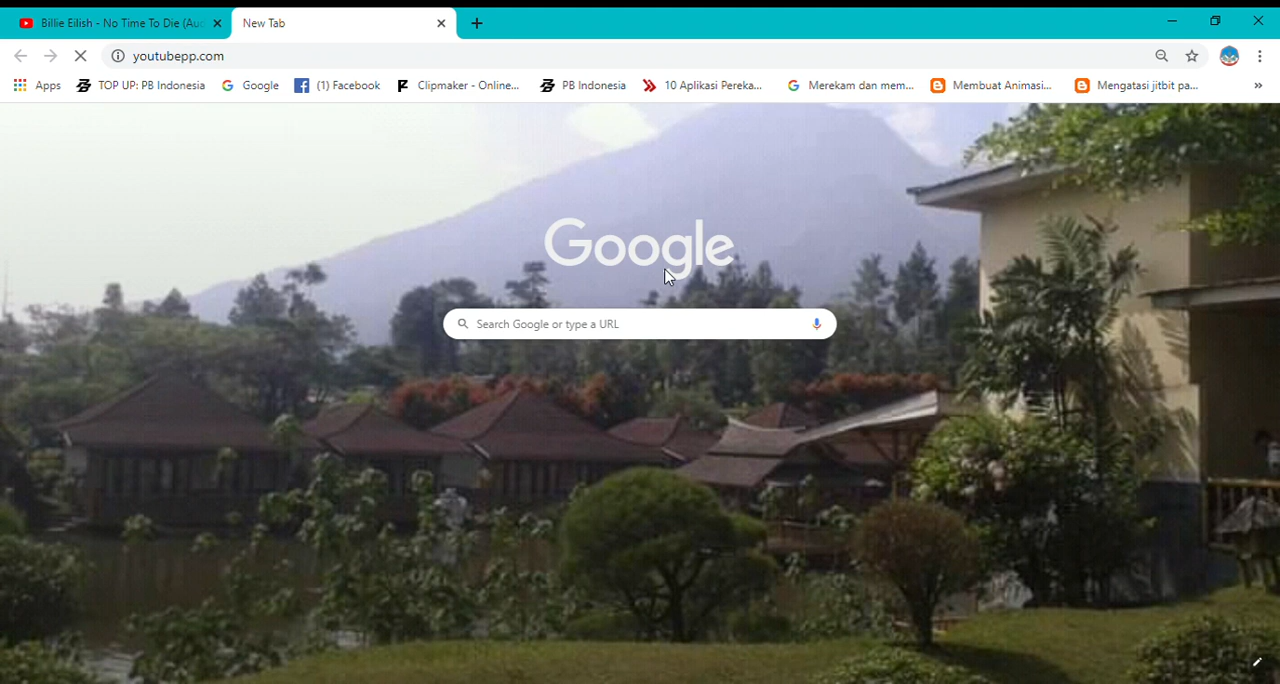 Billie Eilish - No Time To Die (Aud
New Tab
youtubepp.com
Apps TOP UP: PB Indonesia Google (1) Facebook Clipmaker - Online... PB Indonesia 10 Aplikasi Pereka... Merekam dan mem... Membuat Animasi... Mengatasi jitbit pa... »
Google
Search Google or type a URL